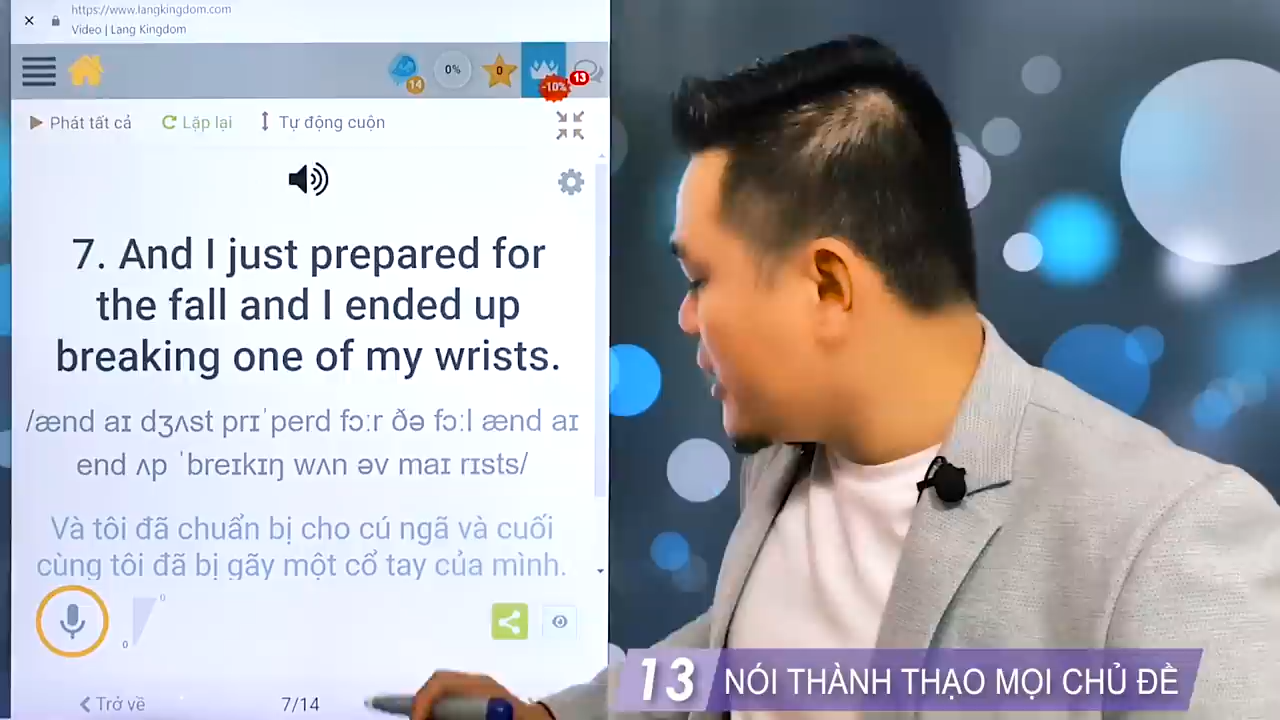 https://www.langkingdom.com
Video | Lang Kingdom
14
0%
0
-10%
13
Phát tất cả
Lặp lại
Tự động cuộn
7. And I just prepared for
the fall and I ended up
breaking one of my wrists.
/ænd aɪ dʒʌst prɪˈperd fɔːr ðə fɔːl ænd aɪ
end ʌp ˈbreɪkɪŋ wʌn əv maɪ rɪsts/
Và tôi đã chuẩn bị cho cú ngã và cuối
cùng tôi đã bị gãy một cổ tay của mình.
0
0
Trở về
7/14
13 NÓI THÀNH THẠO MỌI CHỦ ĐỀ